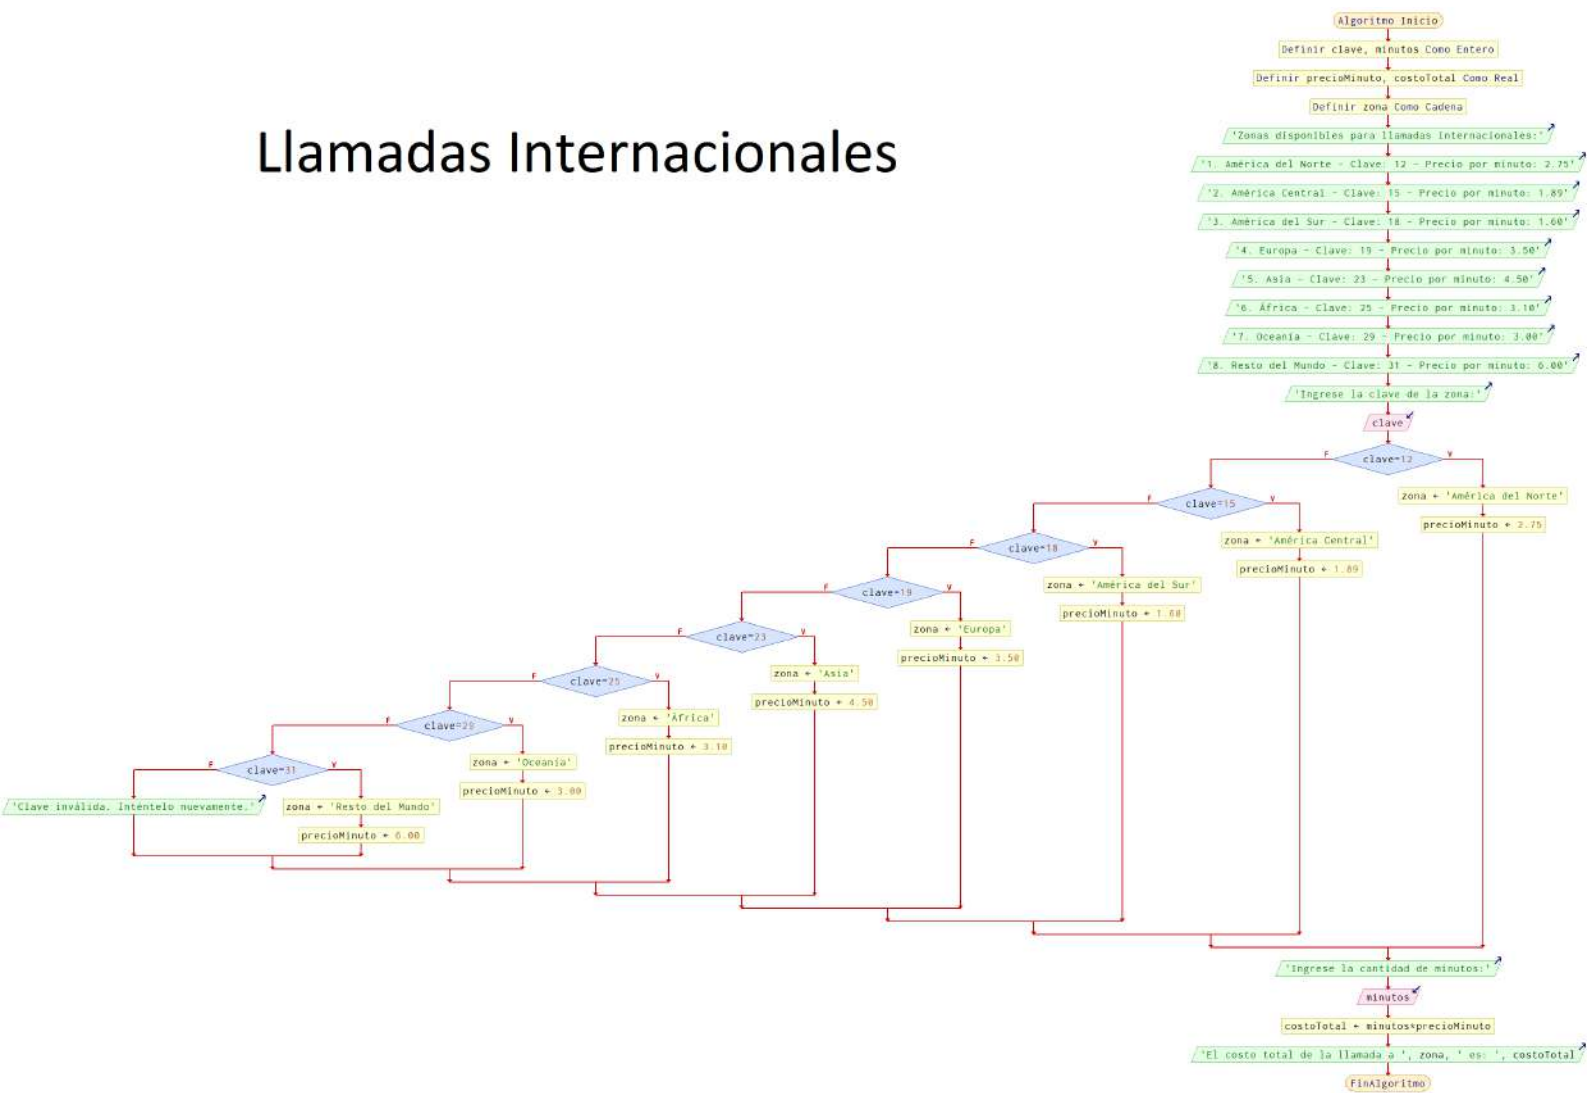 Llamadas Internacionales
Algoritmo Inicio
Definir clave, minutos Como Entero
Definir precioMinuto, costoTotal Como Real
Definir zona Como Cadena
'Zonas disponibles para llamadas internacionales:'
'1. América del Norte - Clave: 12 - Precio por minuto: 2.75'
'2. América Central - Clave: 15 - Precio por minuto: 1.89'
'3. América del Sur - Clave: 18 - Precio por minuto: 1.60'
'4. Europa - Clave: 19 - Precio por minuto: 3.50'
'5. Asia - Clave: 23 - Precio por minuto: 4.50'
'6. África - Clave: 25 - Precio por minuto: 3.10'
'7. Oceanía - Clave: 29 - Precio por minuto: 3.00'
'8. Resto del Mundo - Clave: 31 - Precio por minuto: 6.00'
'Ingrese la clave de la zona:'
clave
F clave=12 V
zona ← 'América del Norte'
precioMinuto ← 2.75
F clave=15 V
zona ← 'América Central'
precioMinuto ← 1.89
F clave=18 V
zona ← 'América del Sur'
precioMinuto ← 1.60
F clave=19 V
zona ← 'Europa'
precioMinuto ← 3.50
F clave=23 V
zona ← 'Asia'
precioMinuto ← 4.50
F clave=25 V
zona ← 'África'
precioMinuto ← 3.10
F clave=29 V
zona ← 'Oceanía'
precioMinuto ← 3.00
F clave=31 V
'Clave inválida. Inténtelo nuevamente.'
zona ← 'Resto del Mundo'
precioMinuto ← 6.00
'Ingrese la cantidad de minutos:'
minutos
costoTotal ← minutos*precioMinuto
'El costo total de la llamada a ', zona, ' es: ', costoTotal
FinAlgoritmo